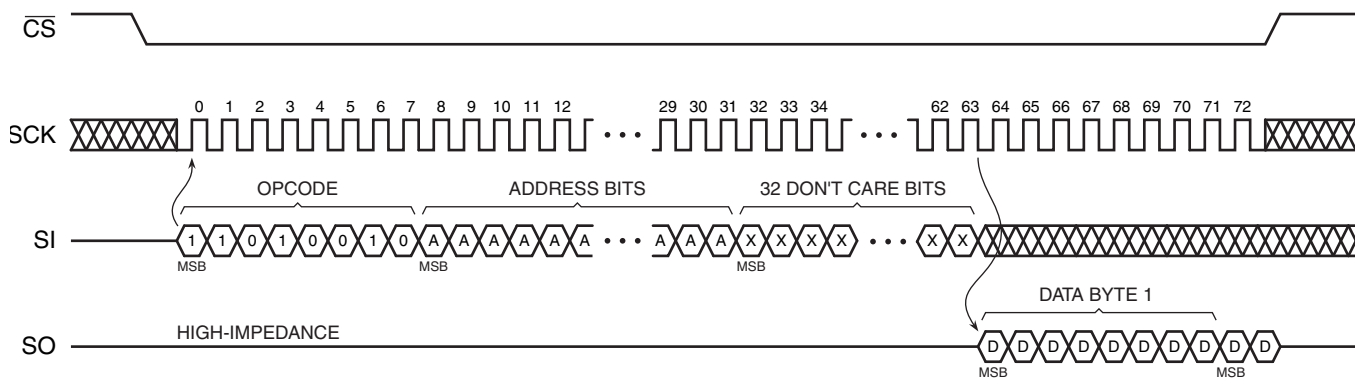 CS
0 1 2 3 4 5 6 7 8 9 10 11 12 29 30 31 32 33 34 62 63 64 65 66 67 68 69 70 71 72
SCK
OPCODE ADDRESS BITS 32 DON'T CARE BITS
SI 1 1 0 1 0 0 1 0 A A A A A A A A A X X X X X X
MSB MSB MSB
DATA BYTE 1
HIGH-IMPEDANCE
SO D D D D D D D D D D
MSB MSB